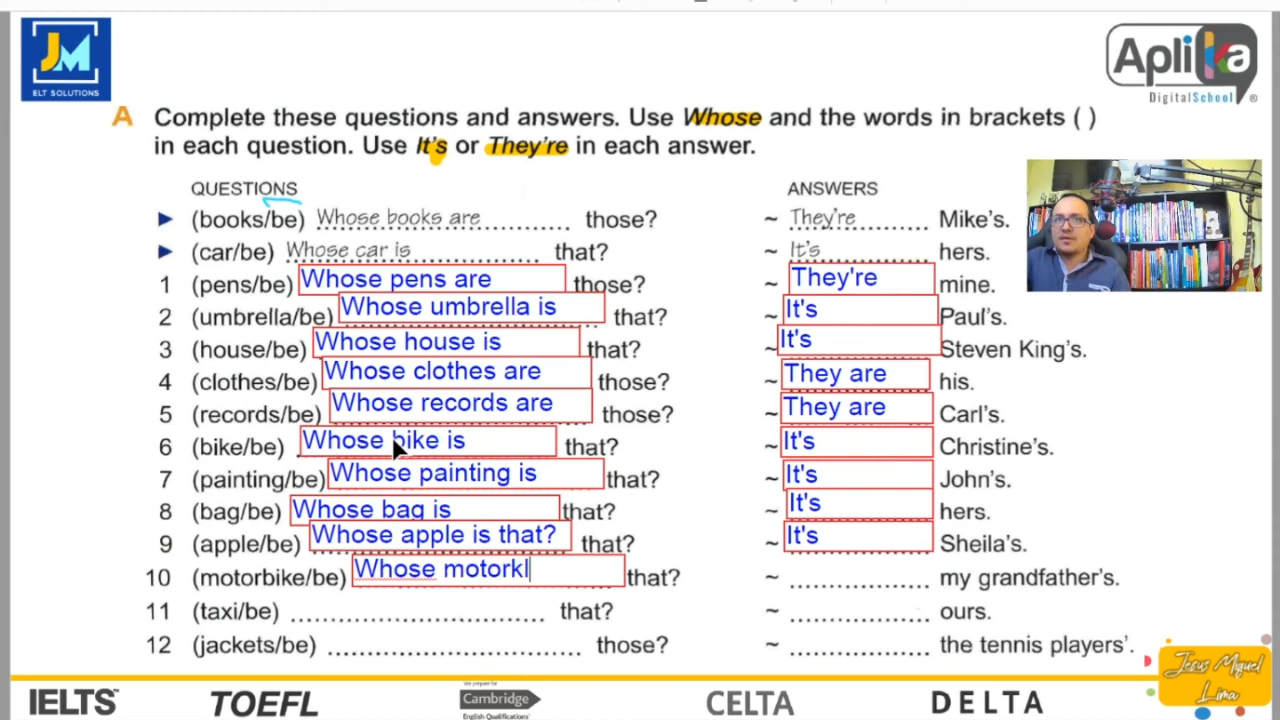 JM
ELT SOLUTIONS
Aplika
DigitalSchool ®
A Complete these questions and answers. Use Whose and the words in brackets ( )
in each question. Use It's or They're in each answer.
QUESTIONS ANSWERS
► (books/be) Whose books are those? ~ They're Mike's.
► (car/be) Whose car is that? ~ It's hers.
1 (pens/be) Whose pens are those? ~ They're mine.
2 (umbrella/be) Whose umbrella is that? ~ It's Paul's.
3 (house/be) Whose house is that? ~ It's Steven King's.
4 (clothes/be) Whose clothes are those? ~ They are his.
5 (records/be) Whose records are those? ~ They are Carl's.
6 (bike/be) Whose bike is that? ~ It's Christine's.
7 (painting/be) Whose painting is that? ~ It's John's.
8 (bag/be) Whose bag is that? ~ It's hers.
9 (apple/be) Whose apple is that? that? ~ It's Sheila's.
10 (motorbike/be) Whose motorkl that? ~ my grandfather's.
11 (taxi/be) that? ~ ours.
12 (jackets/be) those? ~ the tennis players'.
Jesus Miguel
Lima
IELTS™ TOEFL We prepare for Cambridge English Qualifications CELTA DELTA